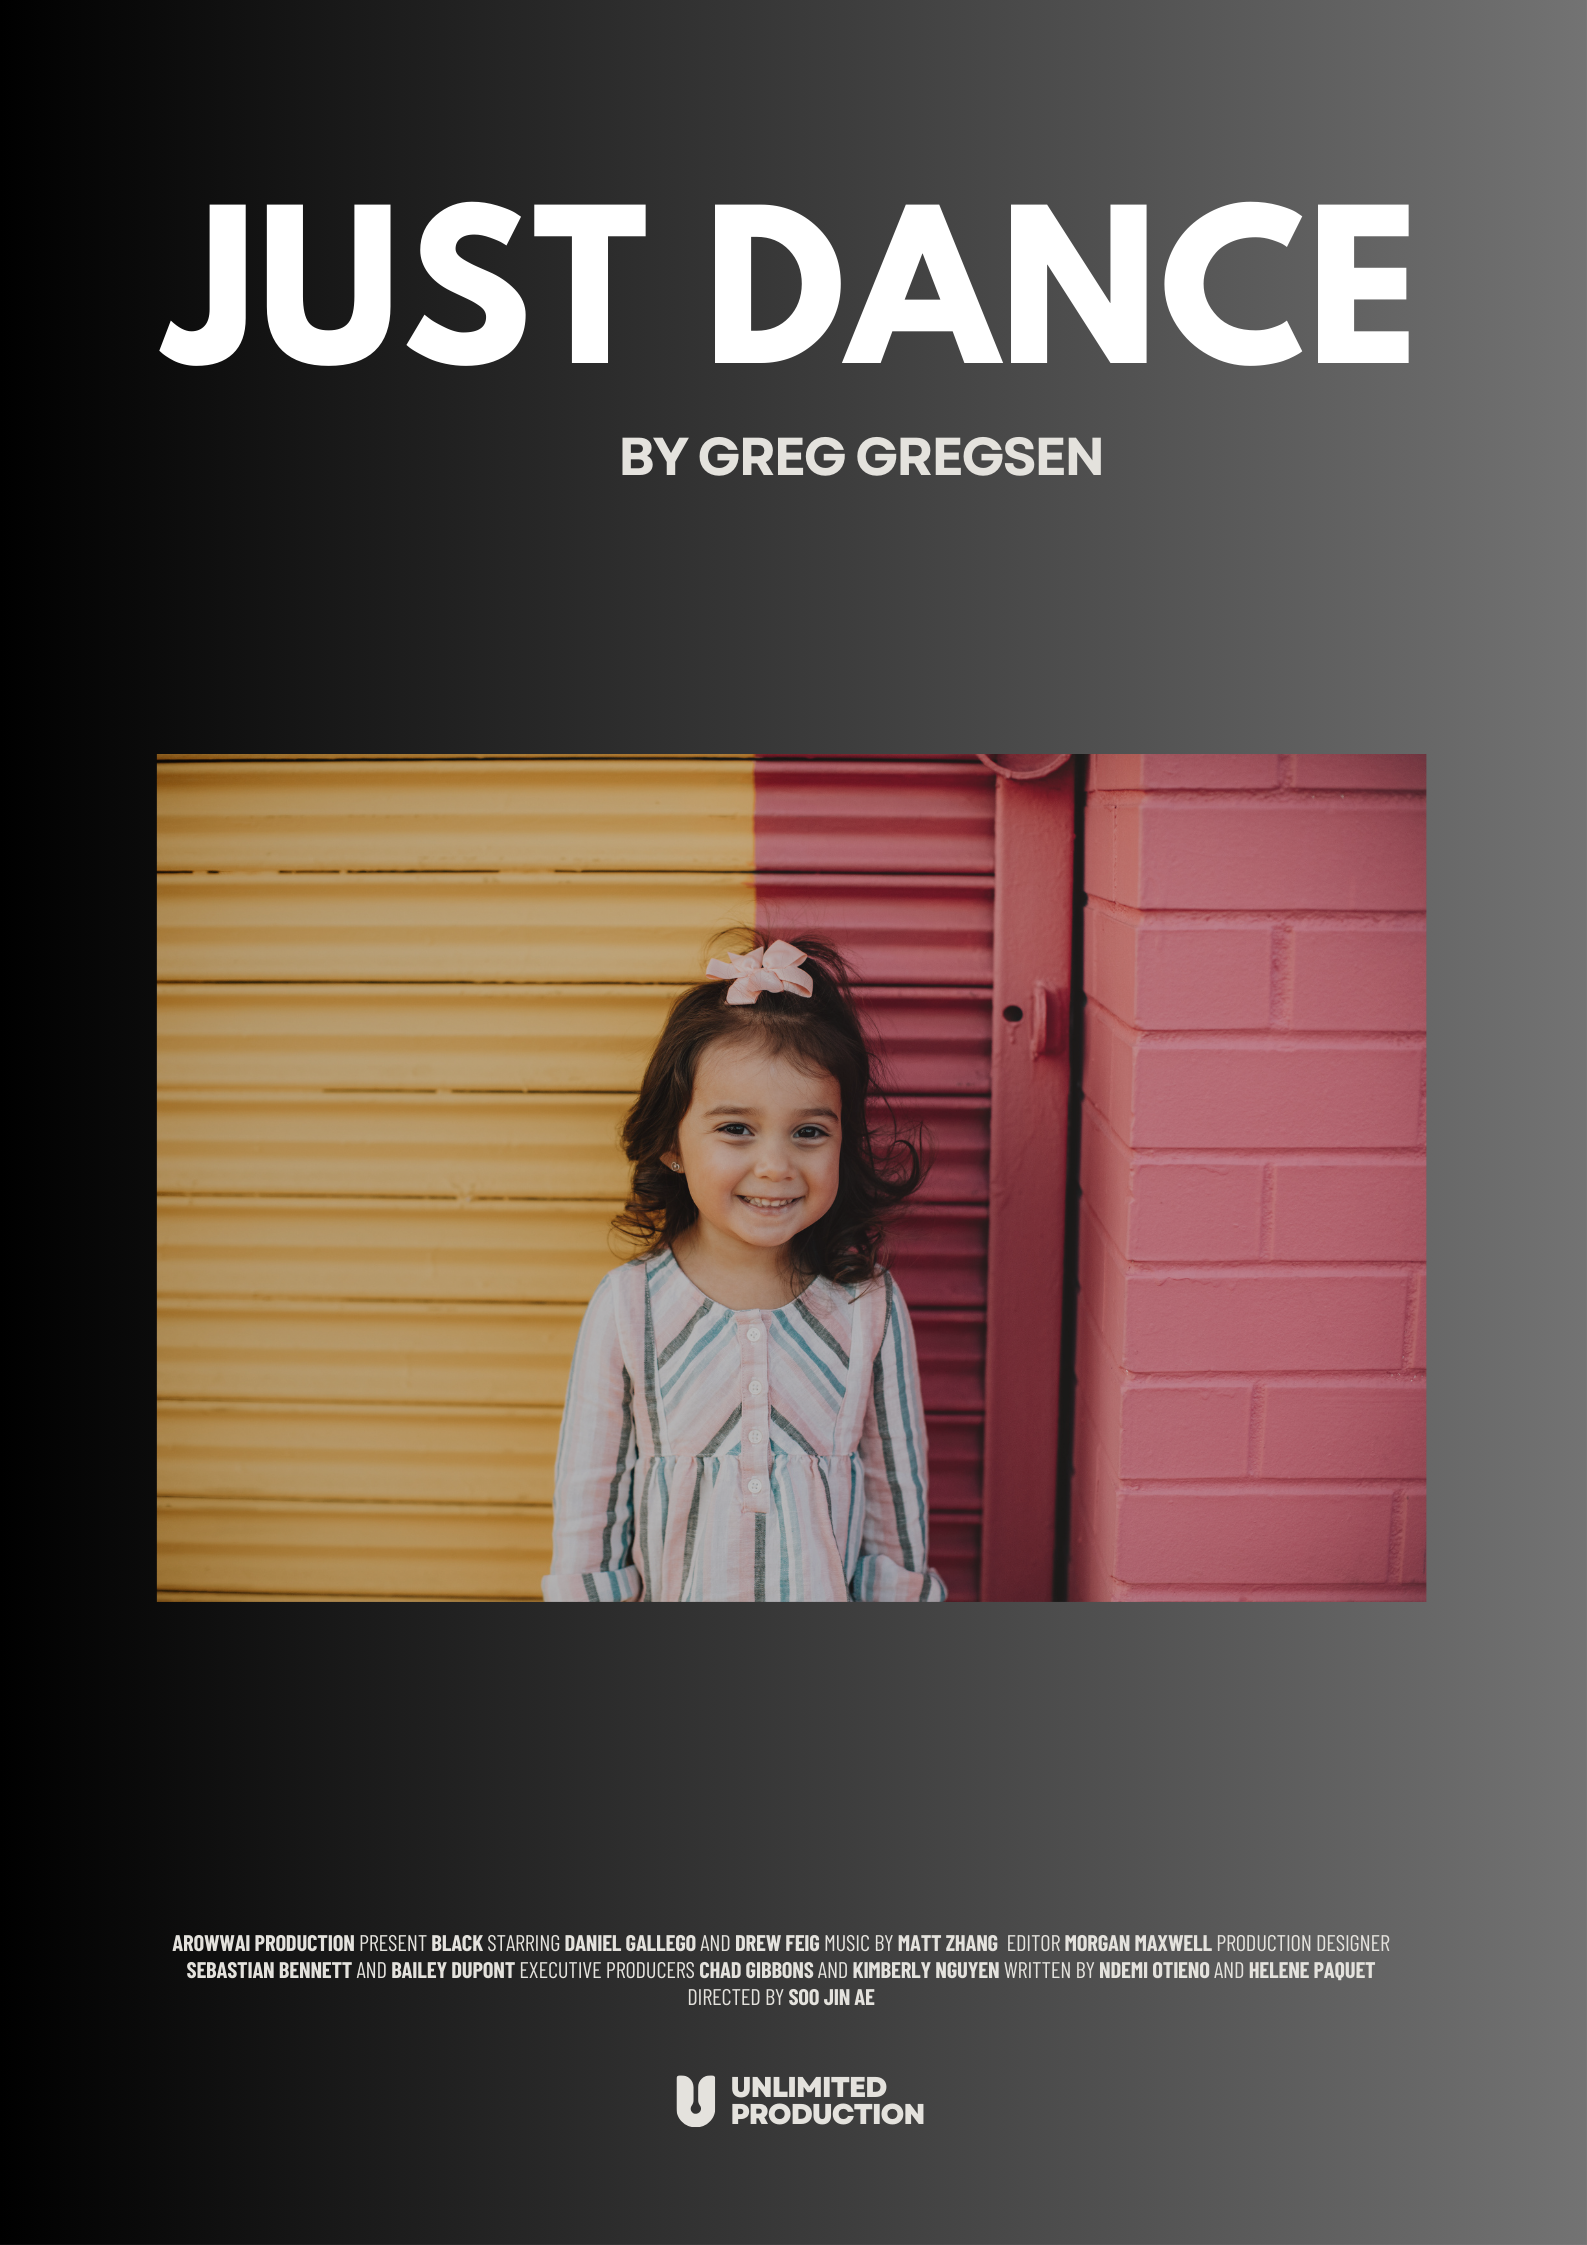 JUST DANCE
BY GREG GREGSEN
AROWWAI PRODUCTION PRESENT BLACK STARRING DANIEL GALLEGO AND DREW FEIG MUSIC BY MATT ZHANG EDITOR MORGAN MAXWELL PRODUCTION DESIGNER
SEBASTIAN BENNETT AND BAILEY DUPONT EXECUTIVE PRODUCERS CHAD GIBBONS AND KIMBERLY NGUYEN WRITTEN BY NDEMI OTIENO AND HELENE PAQUET
DIRECTED BY SOO JIN AE
UNLIMITED
PRODUCTION